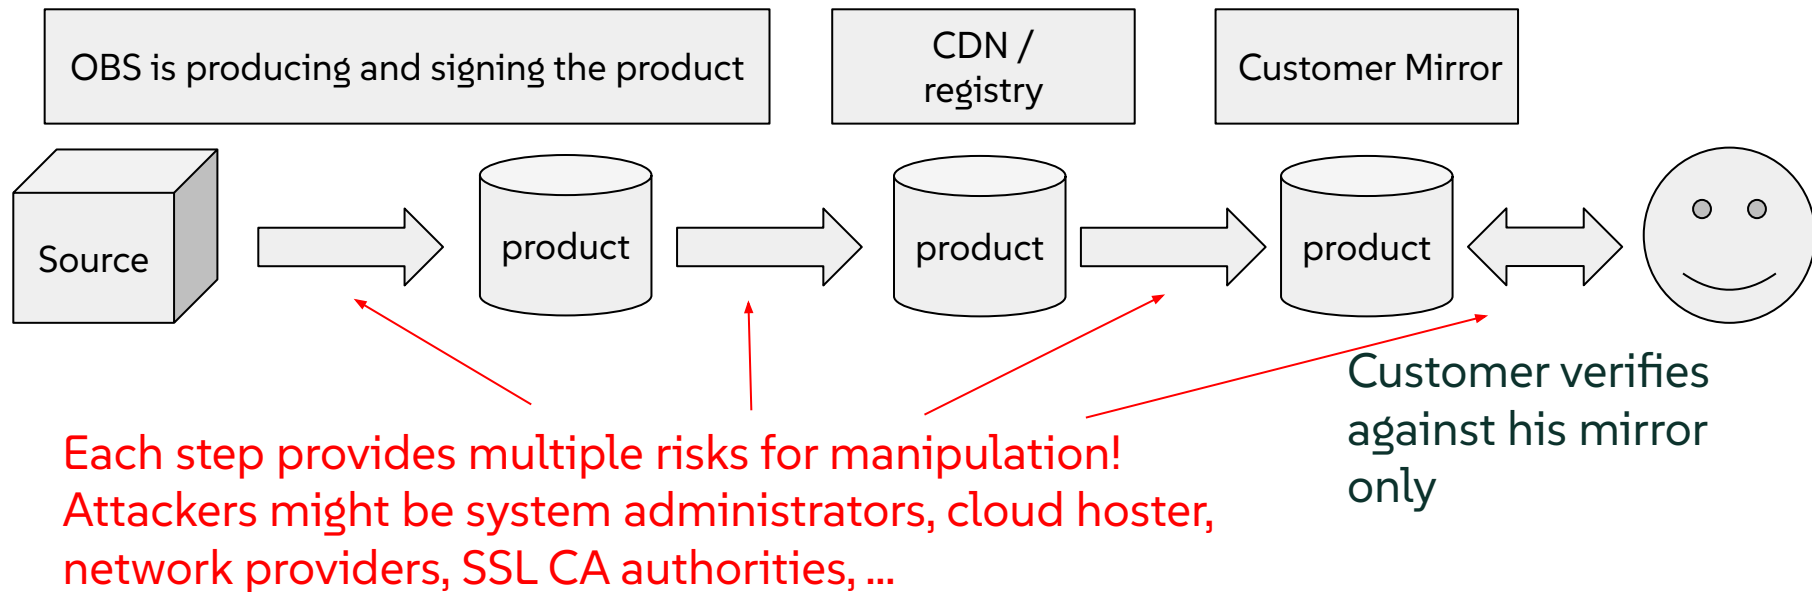 OBS is producing and signing the product
CDN /
registry
Customer Mirror
Source
product
product
product
Customer verifies
against his mirror
only
Each step provides multiple risks for manipulation!
Attackers might be system administrators, cloud hoster,
network providers, SSL CA authorities, ...